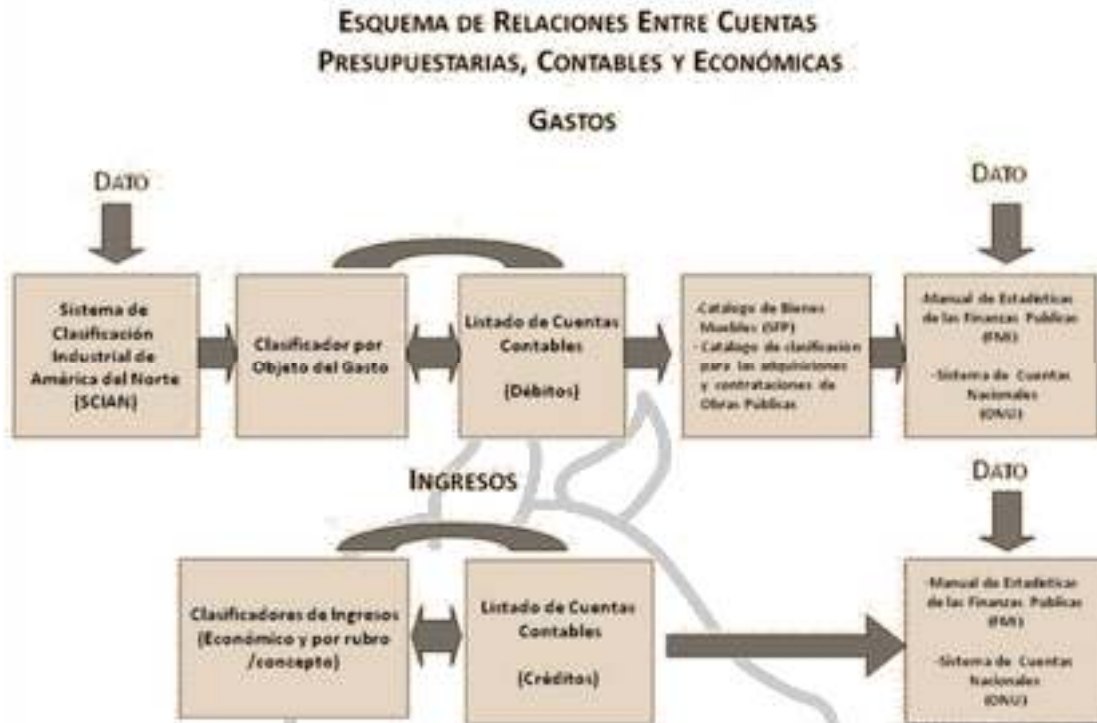 ESQUEMA DE RELACIONES ENTRE CUENTAS
PRESUPUESTARIAS, CONTABLES Y ECONÓMICAS
GASTOS
DATO
DATO
Sistema de
Clasificación
Industrial de
América del Norte
(SCIAN)
Clasificador por
Objeto del Gasto
Listado de Cuentas
Contables
(Débitos)
-Catalogo de Bienes
Muebles (SFP)
- Catalogo de clasificación
para las adquisiciones
y contrataciones de
Obras Públicas
-Manual de Estadísticas
de las Finanzas Publicas
(FMI)
-Sistema de Cuentas
Nacionales
(ONU)
INGRESOS
DATO
Clasificadores de Ingresos
(Económico y por rubro
/concepto)
Listado de Cuentas
Contables
(Créditos)
-Manual de Estadísticas
de las Finanzas Publicas
(FMI)
-Sistema de Cuentas
Nacionales
(ONU)